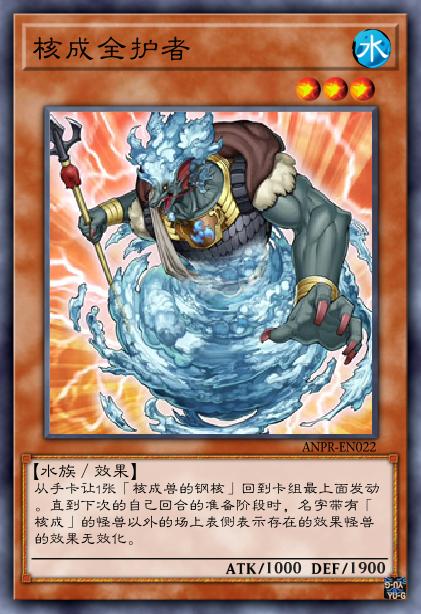 核成全护者
水
ANPR-EN022
【水族／效果】
从手卡让1张「核成兽的钢核」回到卡组最上面发动
。直到下次的自己回合的准备阶段时，名字带有「
核成」的怪兽以外的场上表侧表示存在的效果怪兽
的效果无效化。
ATK/1000 DEF/1900